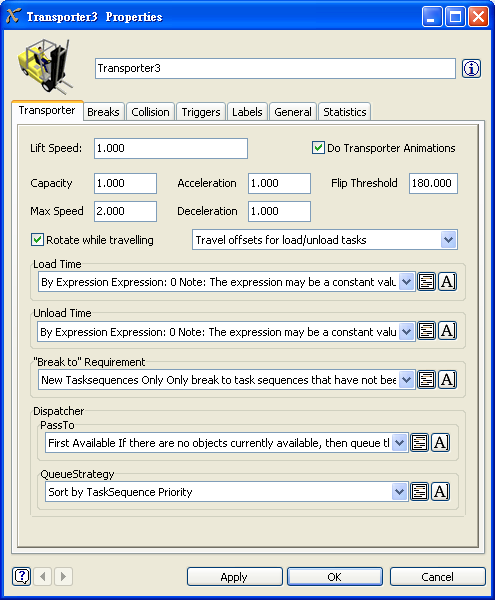 Transporter3 Properties
Transporter3
Transporter Breaks Collision Triggers Labels General Statistics
Lift Speed: 1.000 Do Transporter Animations
Capacity 1.000 Acceleration 1.000 Flip Threshold 180.000
Max Speed 2.000 Deceleration 1.000
Rotate while travelling Travel offsets for load/unload tasks
Load Time
By Expression Expression: 0 Note: The expression may be a constant valu
A
Unload Time
By Expression Expression: 0 Note: The expression may be a constant valu
A
"Break to" Requirement
New Tasksequences Only Only break to task sequences that have not bee
A
Dispatcher
PassTo
First Available If there are no objects currently available, then queue tl
A
QueueStrategy
Sort by TaskSequence Priority
A
? Apply OK Cancel